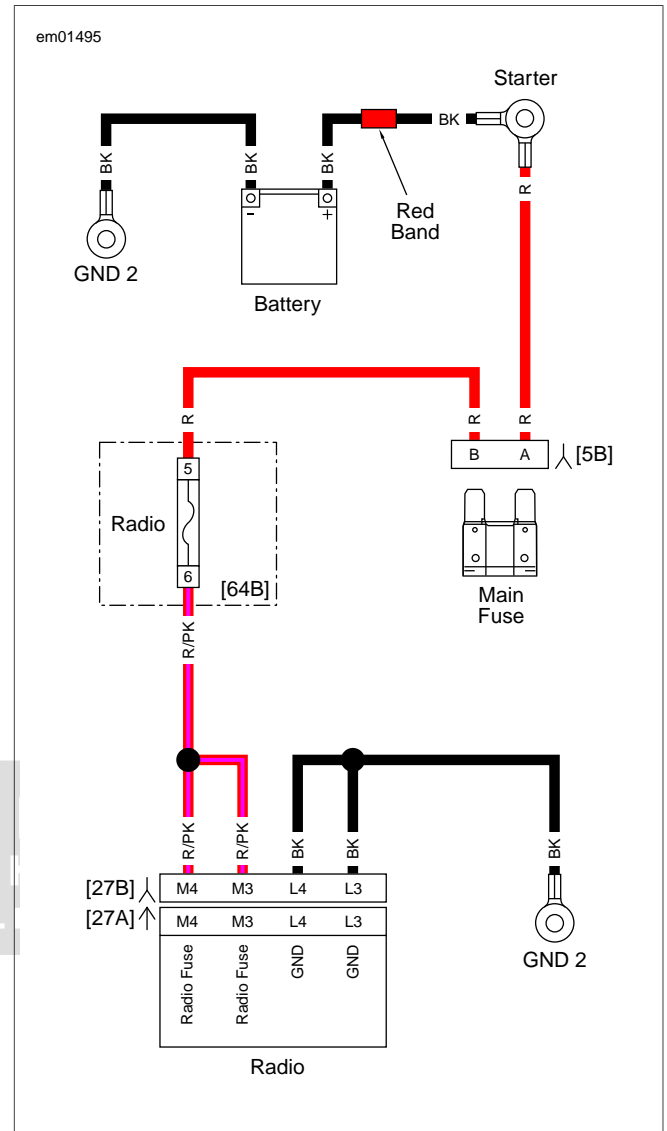 em01495
Starter
BK
BK
BK
R
Red
Band
-
+
GND 2
Battery
R
R
R
B
A
[5B]
5
Radio
6
[64B]
Main
Fuse
R/PK
R/PK
R/PK
BK
BK
BK
[27B]
M4
M3
L4
L3
[27A]
M4
M3
L4
L3
Radio Fuse
Radio Fuse
GND
GND
GND 2
Radio